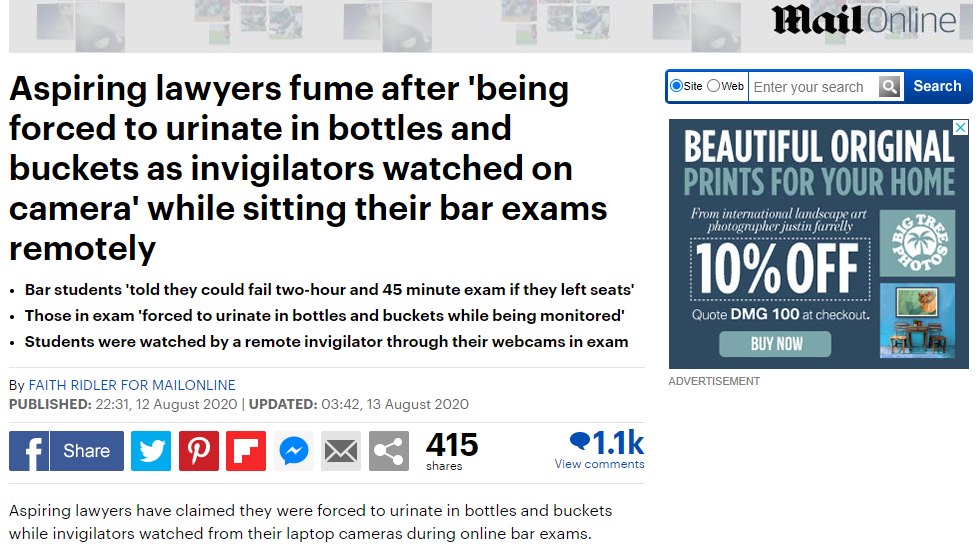 Mail Online
Aspiring lawyers fume after 'being
forced to urinate in bottles and
buckets as invigilators watched on
camera' while sitting their bar exams
remotely
• Bar students 'told they could fail two-hour and 45 minute exam if they left seats'
• Those in exam 'forced to urinate in bottles and buckets while being monitored'
• Students were watched by a remote invigilator through their webcams in exam
By FAITH RIDLER FOR MAILONLINE
PUBLISHED: 22:31, 12 August 2020 | UPDATED: 03:42, 13 August 2020
Share
415
shares
1.1k
View comments
Aspiring lawyers have claimed they were forced to urinate in bottles and buckets
while invigilators watched from their laptop cameras during online bar exams.
Site Web Enter your search Search
BEAUTIFUL ORIGINAL
PRINTS FOR YOUR HOME
From international landscape art
photographer justin farrelly
10% OFF
Quote DMG 100 at checkout.
BUY NOW
BIG TREE
PHOTOS
ADVERTISEMENT